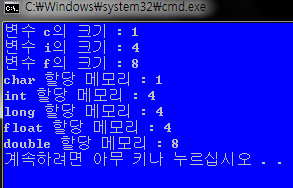 C:\Windows\system32\cmd.exe
변수 c의 크기 : 1
변수 i의 크기 : 4
변수 f의 크기 : 8
char 할당 메모리 : 1
int 할당 메모리 : 4
long 할당 메모리 : 4
float 할당 메모리 : 4
double 할당 메모리 : 8
계속하려면 아무 키나 누르십시오 . .